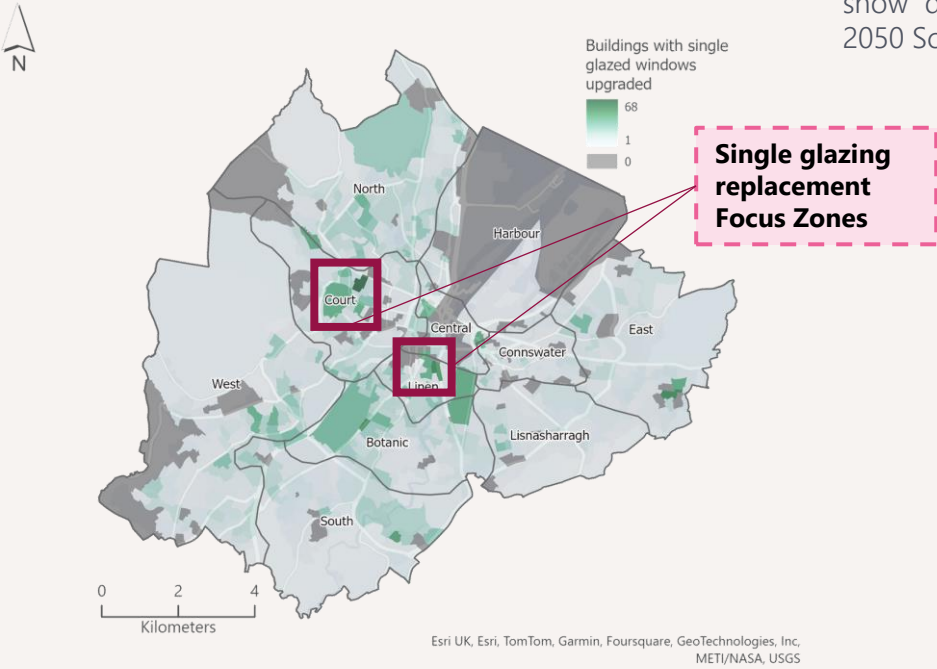 show d
2050 Sc
N
Buildings with single
glazed windows
upgraded
68
1
0
Single glazing
replacement
Focus Zones
North
Harbour
Court
Central
East
Connswater
West
Linen
Lisnasharragh
Botanic
South
0 2 4
Kilometers
Esri UK, Esri, TomTom, Garmin, Foursquare, GeoTechnologies, Inc,
METI/NASA, USGS